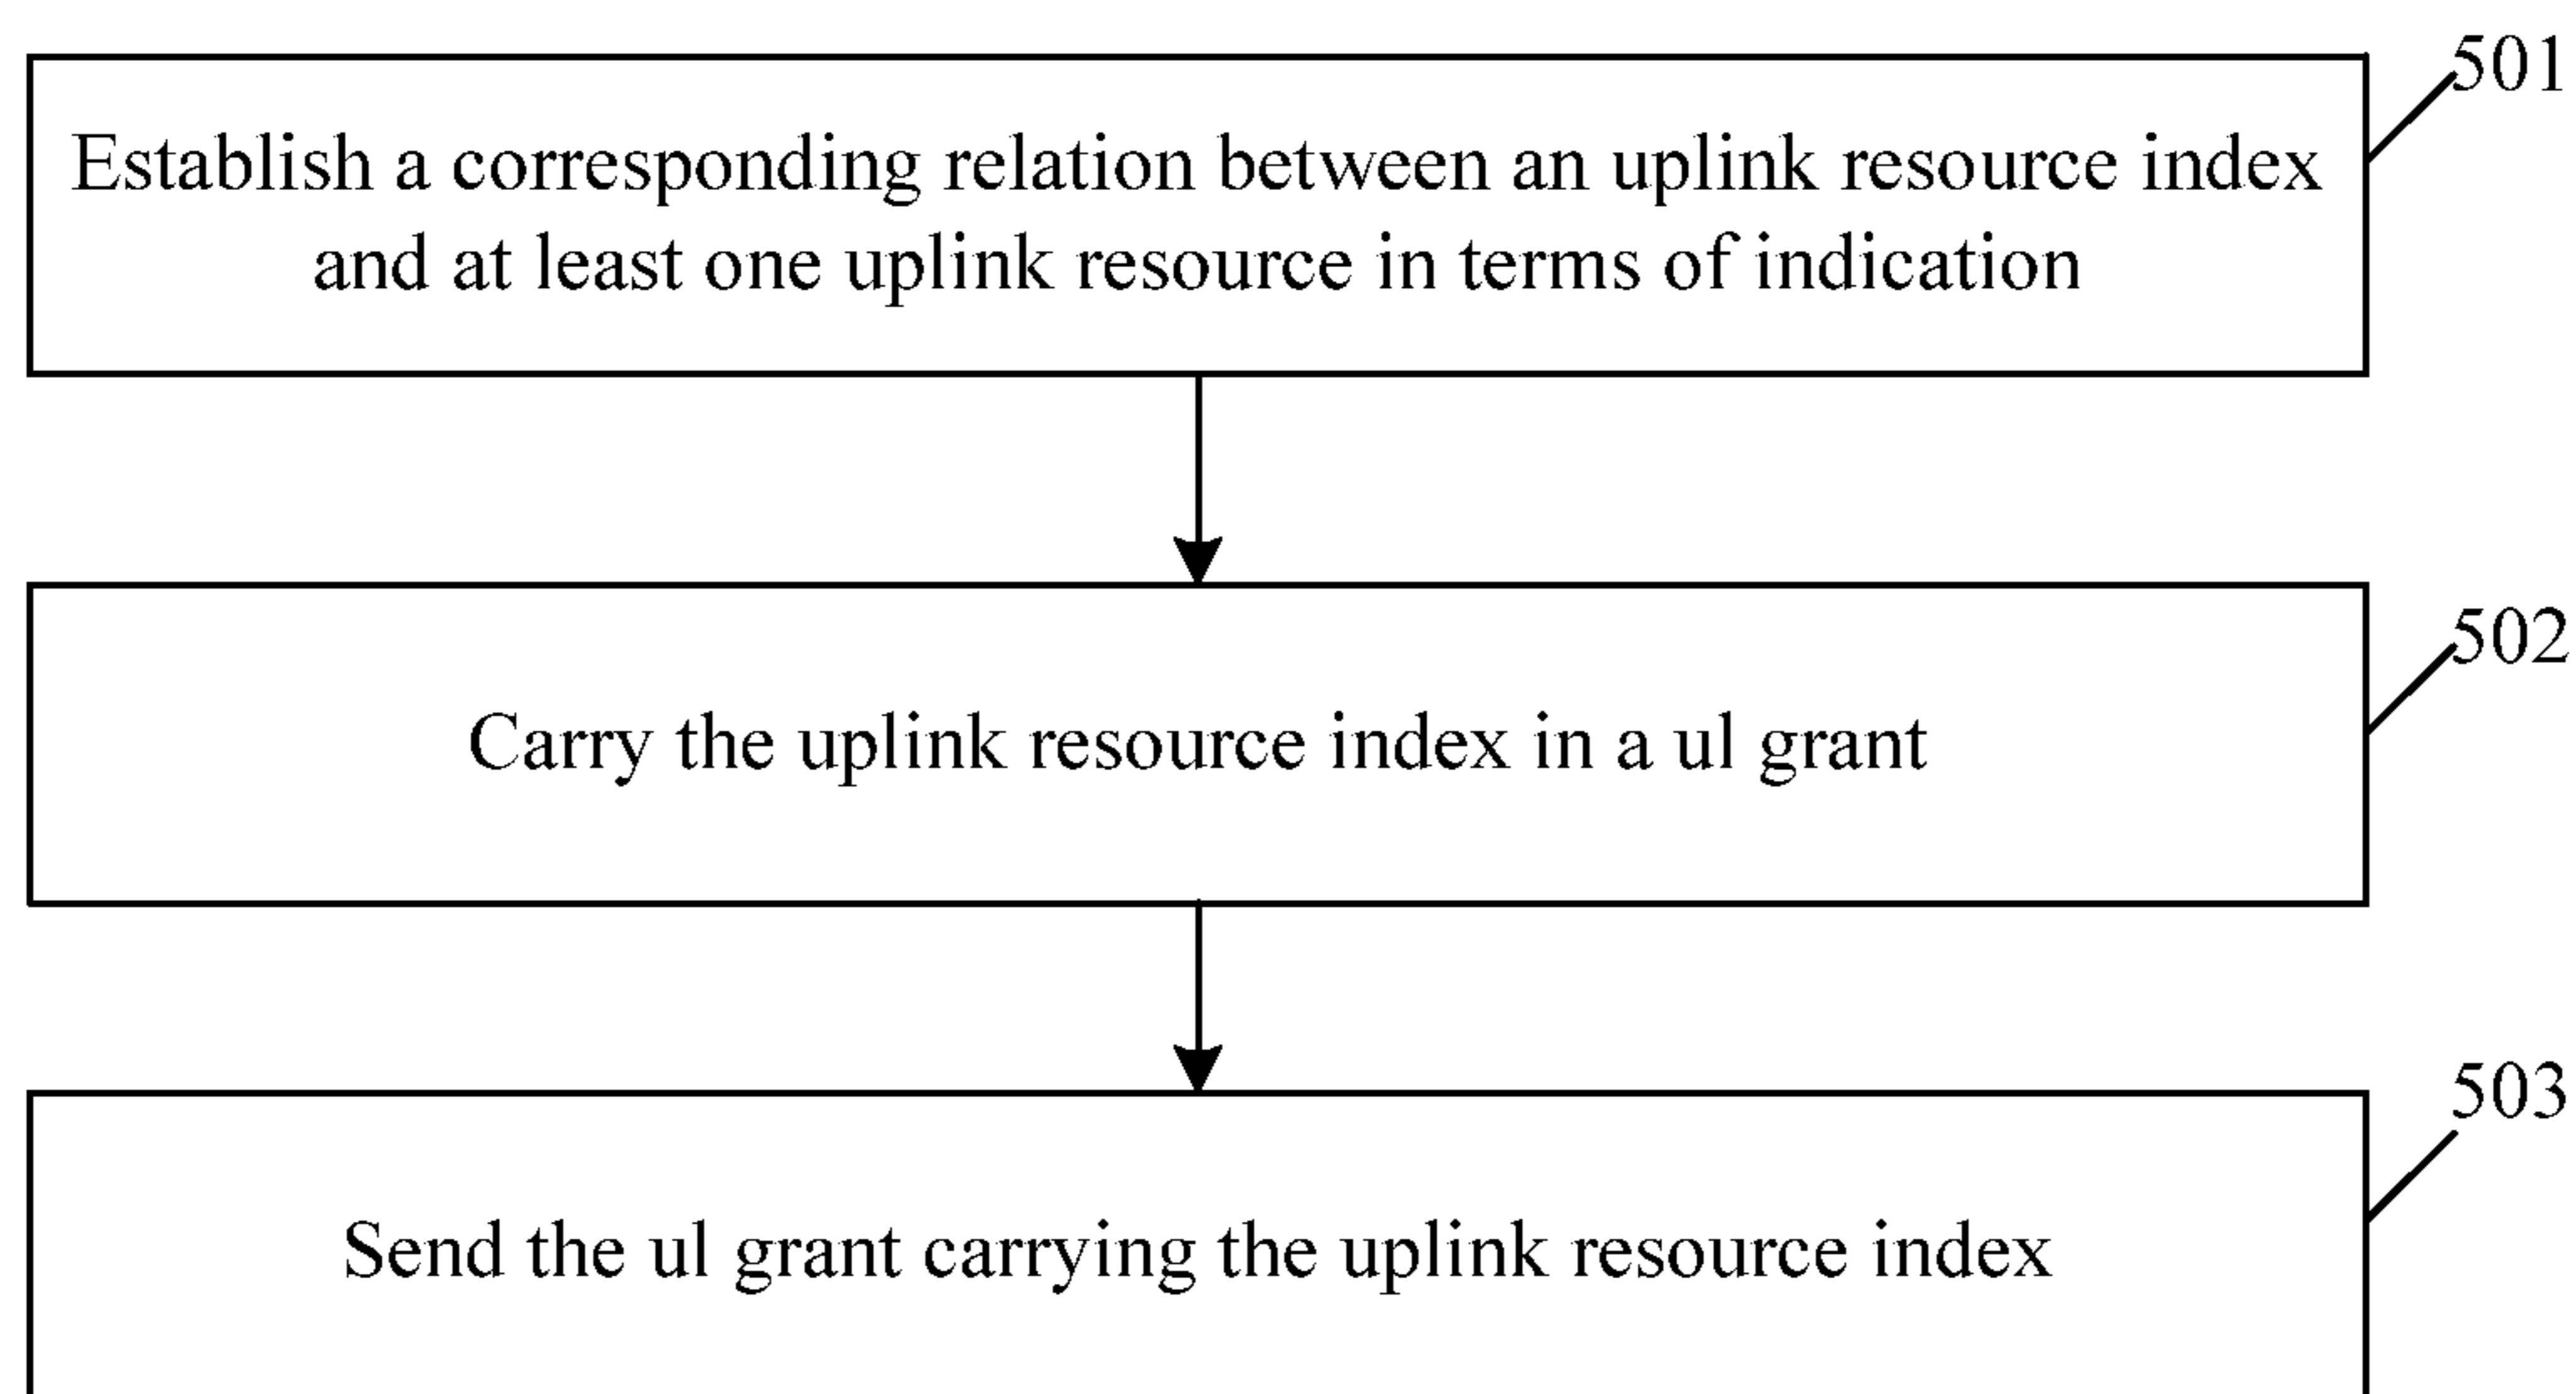 501
Establish a corresponding relation between an uplink resource index
and at least one uplink resource in terms of indication
502
Carry the uplink resource index in a ul grant
503
Send the ul grant carrying the uplink resource index